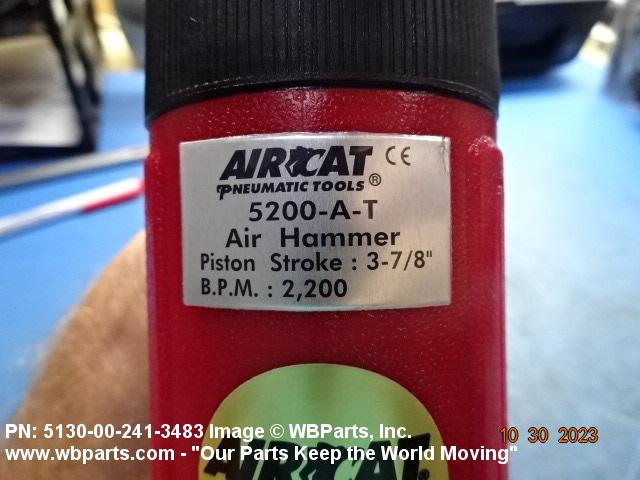 AIRCAT CE
PNEUMATIC TOOLS®
5200-A-T
Air Hammer
Piston Stroke : 3-7/8"
B.P.M. : 2,200
AIRCAT®
PN: 5130-00-241-3483 Image © WBParts, Inc.
10 30 2023
www.wbparts.com - "Our Parts Keep the World Moving"